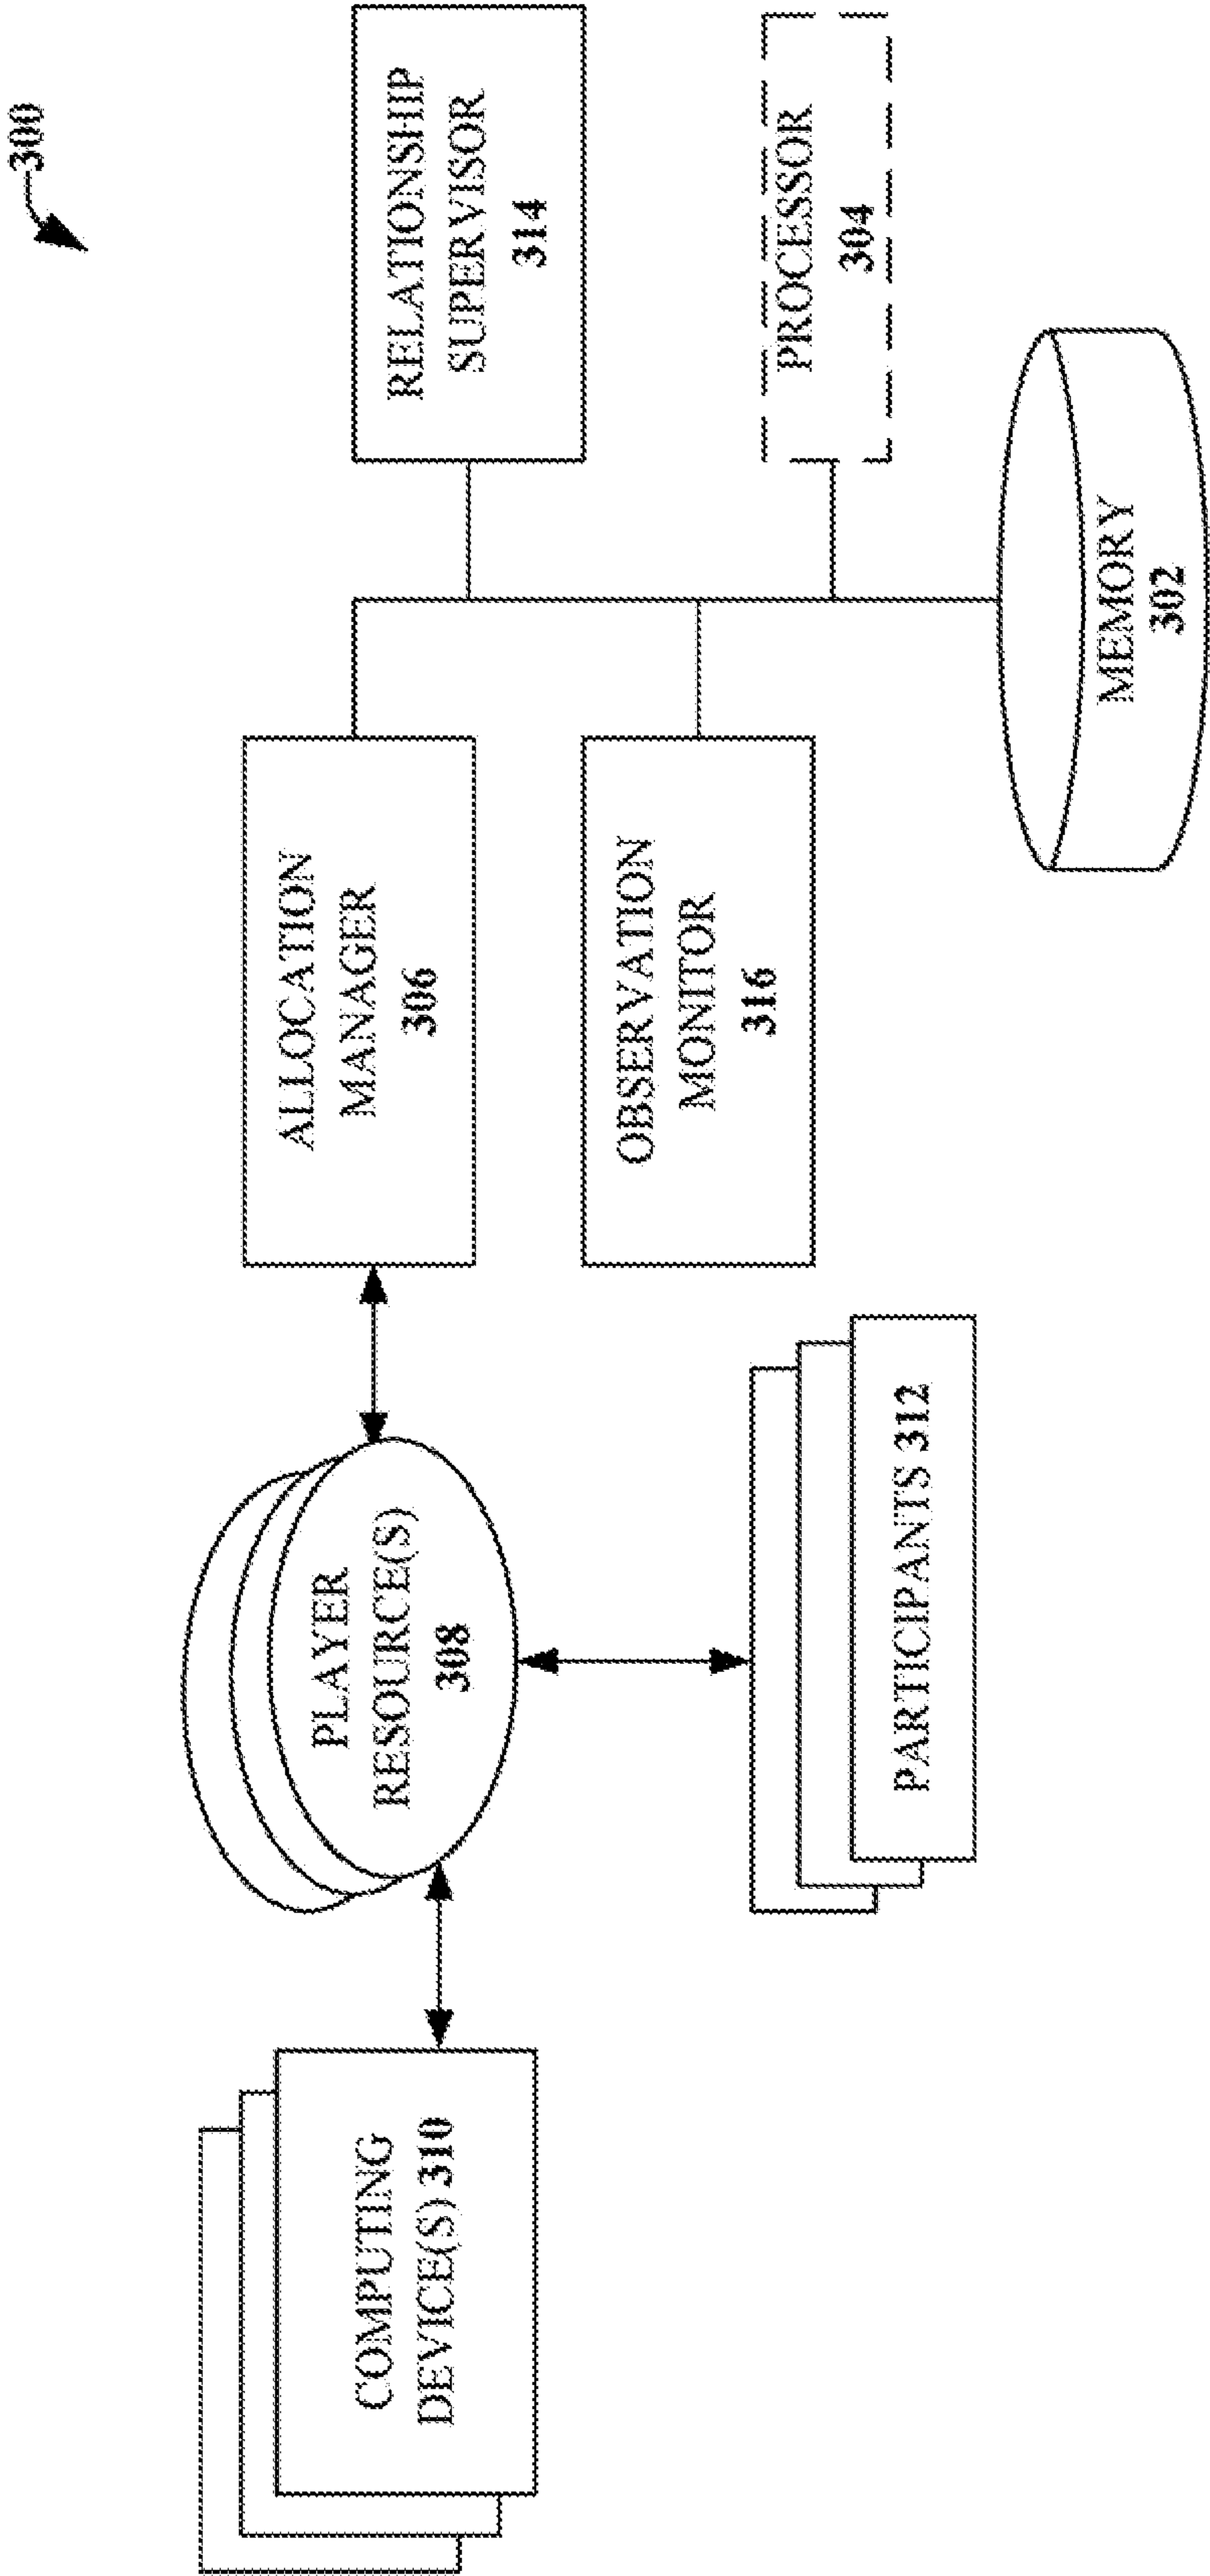 300
COMPUTING
DEVICE(S) 310
PLAYER
RESOURCE(S)
308
ALLOCATION
MANAGER
306
RELATIONSHIP
SUPERVISOR
314
OBSERVATION
MONITOR
316
PROCESSOR
304
PARTICIPANTS 312
MEMORY
302